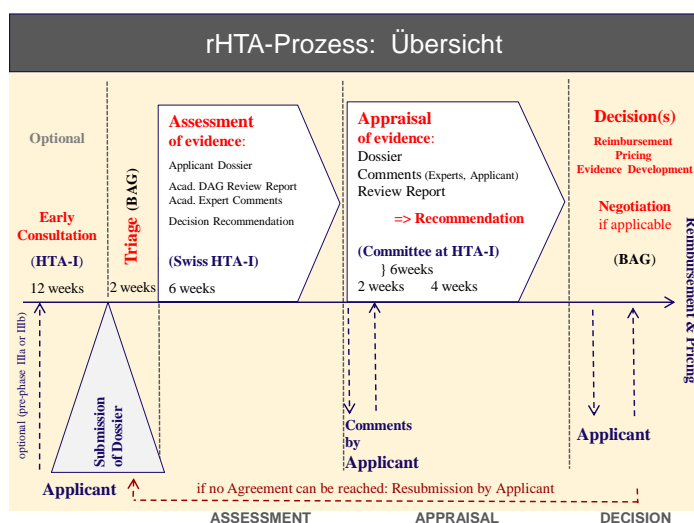 rHTA-Prozess: Übersicht
Optional
Early
Consultation
(HTA-I)
12 weeks
Triage (BAG)
2 weeks
Assessment
of evidence:
Applicant Dossier
Acad. DAG Review Report
Acad. Expert Comments
Decision Recommendation
(Swiss HTA-I)
6 weeks
Appraisal
of evidence:
Dossier
Comments (Experts, Applicant)
Review Report
=> Recommendation
(Committee at HTA-I)
} 6weeks
2 weeks 4 weeks
Decision(s)
Reimbursement
Pricing
Evidence Development
Negotiation
if applicable
(BAG)
Reimbursement & Pricing
optional (pre-phase IIIa or IIIb)
Submission
of Dossier
Applicant
Comments
by
Applicant
Applicant
if no Agreement can be reached: Resubmission by Applicant
ASSESSMENT APPRAISAL DECISION